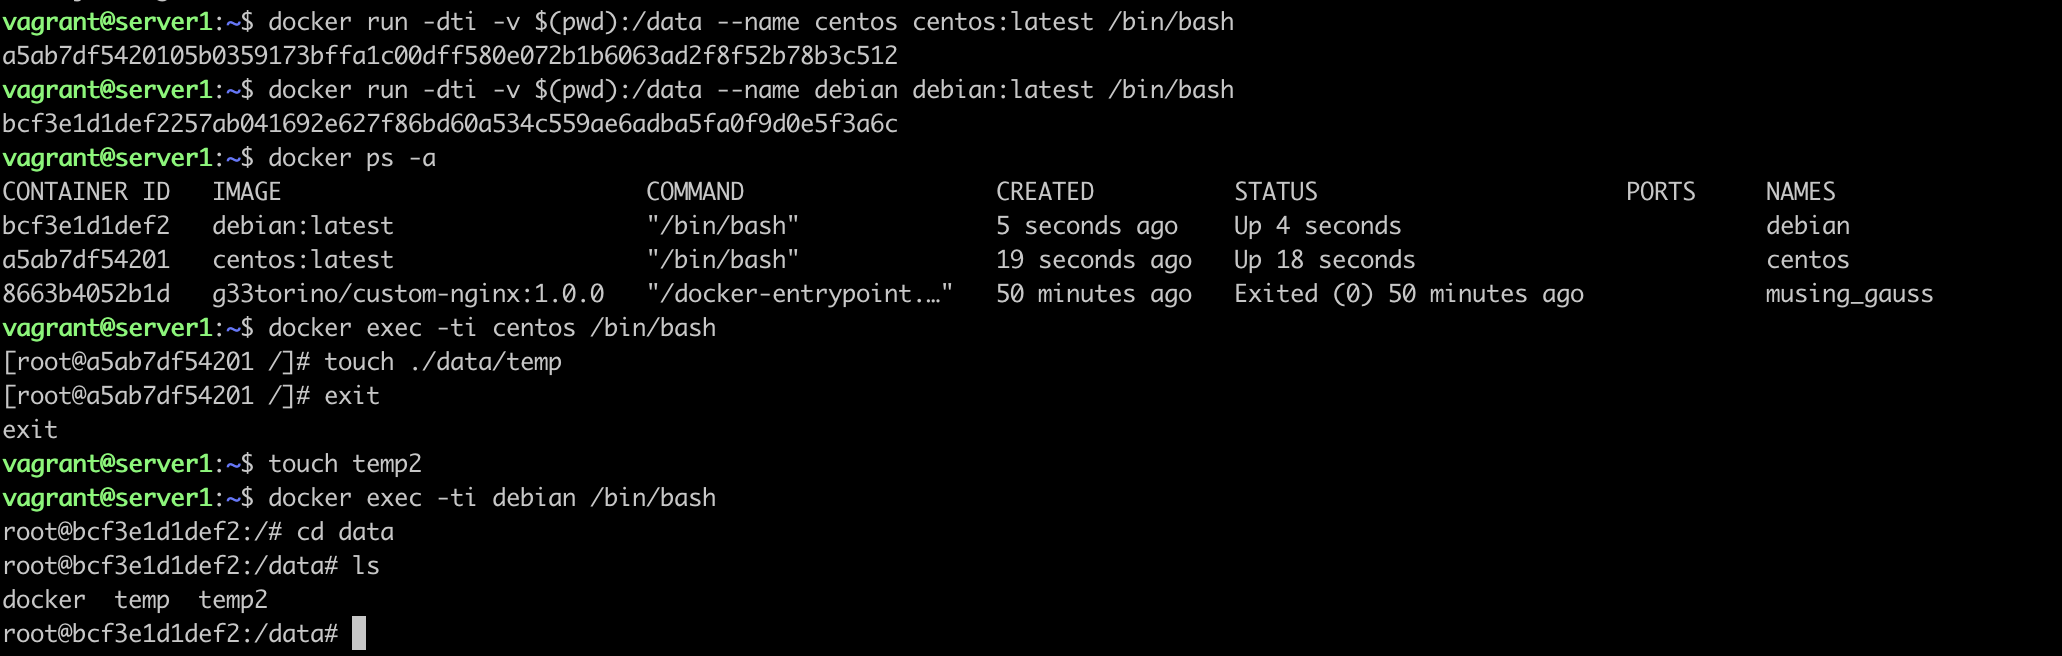 vagrant@server1:~$ docker run -dti -v $(pwd):/data --name centos centos:latest /bin/bash
a5ab7df5420105b0359173bffa1c00dff580e072b1b6063ad2f8f52b78b3c512
vagrant@server1:~$ docker run -dti -v $(pwd):/data --name debian debian:latest /bin/bash
bcf3e1d1def2257ab041692e627f86bd60a534c559ae6adba5fa0f9d0e5f3a6c
vagrant@server1:~$ docker ps -a
CONTAINER ID   IMAGE                          COMMAND                  CREATED          STATUS                      PORTS     NAMES
bcf3e1d1def2   debian:latest                  "/bin/bash"              5 seconds ago    Up 4 seconds                          debian
a5ab7df54201   centos:latest                  "/bin/bash"              19 seconds ago   Up 18 seconds                         centos
8663b4052b1d   g33torino/custom-nginx:1.0.0   "/docker-entrypoint.…"   50 minutes ago   Exited (0) 50 minutes ago             musing_gauss
vagrant@server1:~$ docker exec -ti centos /bin/bash
[root@a5ab7df54201 /]# touch ./data/temp
[root@a5ab7df54201 /]# exit
exit
vagrant@server1:~$ touch temp2
vagrant@server1:~$ docker exec -ti debian /bin/bash
root@bcf3e1d1def2:/# cd data
root@bcf3e1d1def2:/data# ls
docker  temp  temp2
root@bcf3e1d1def2:/data#